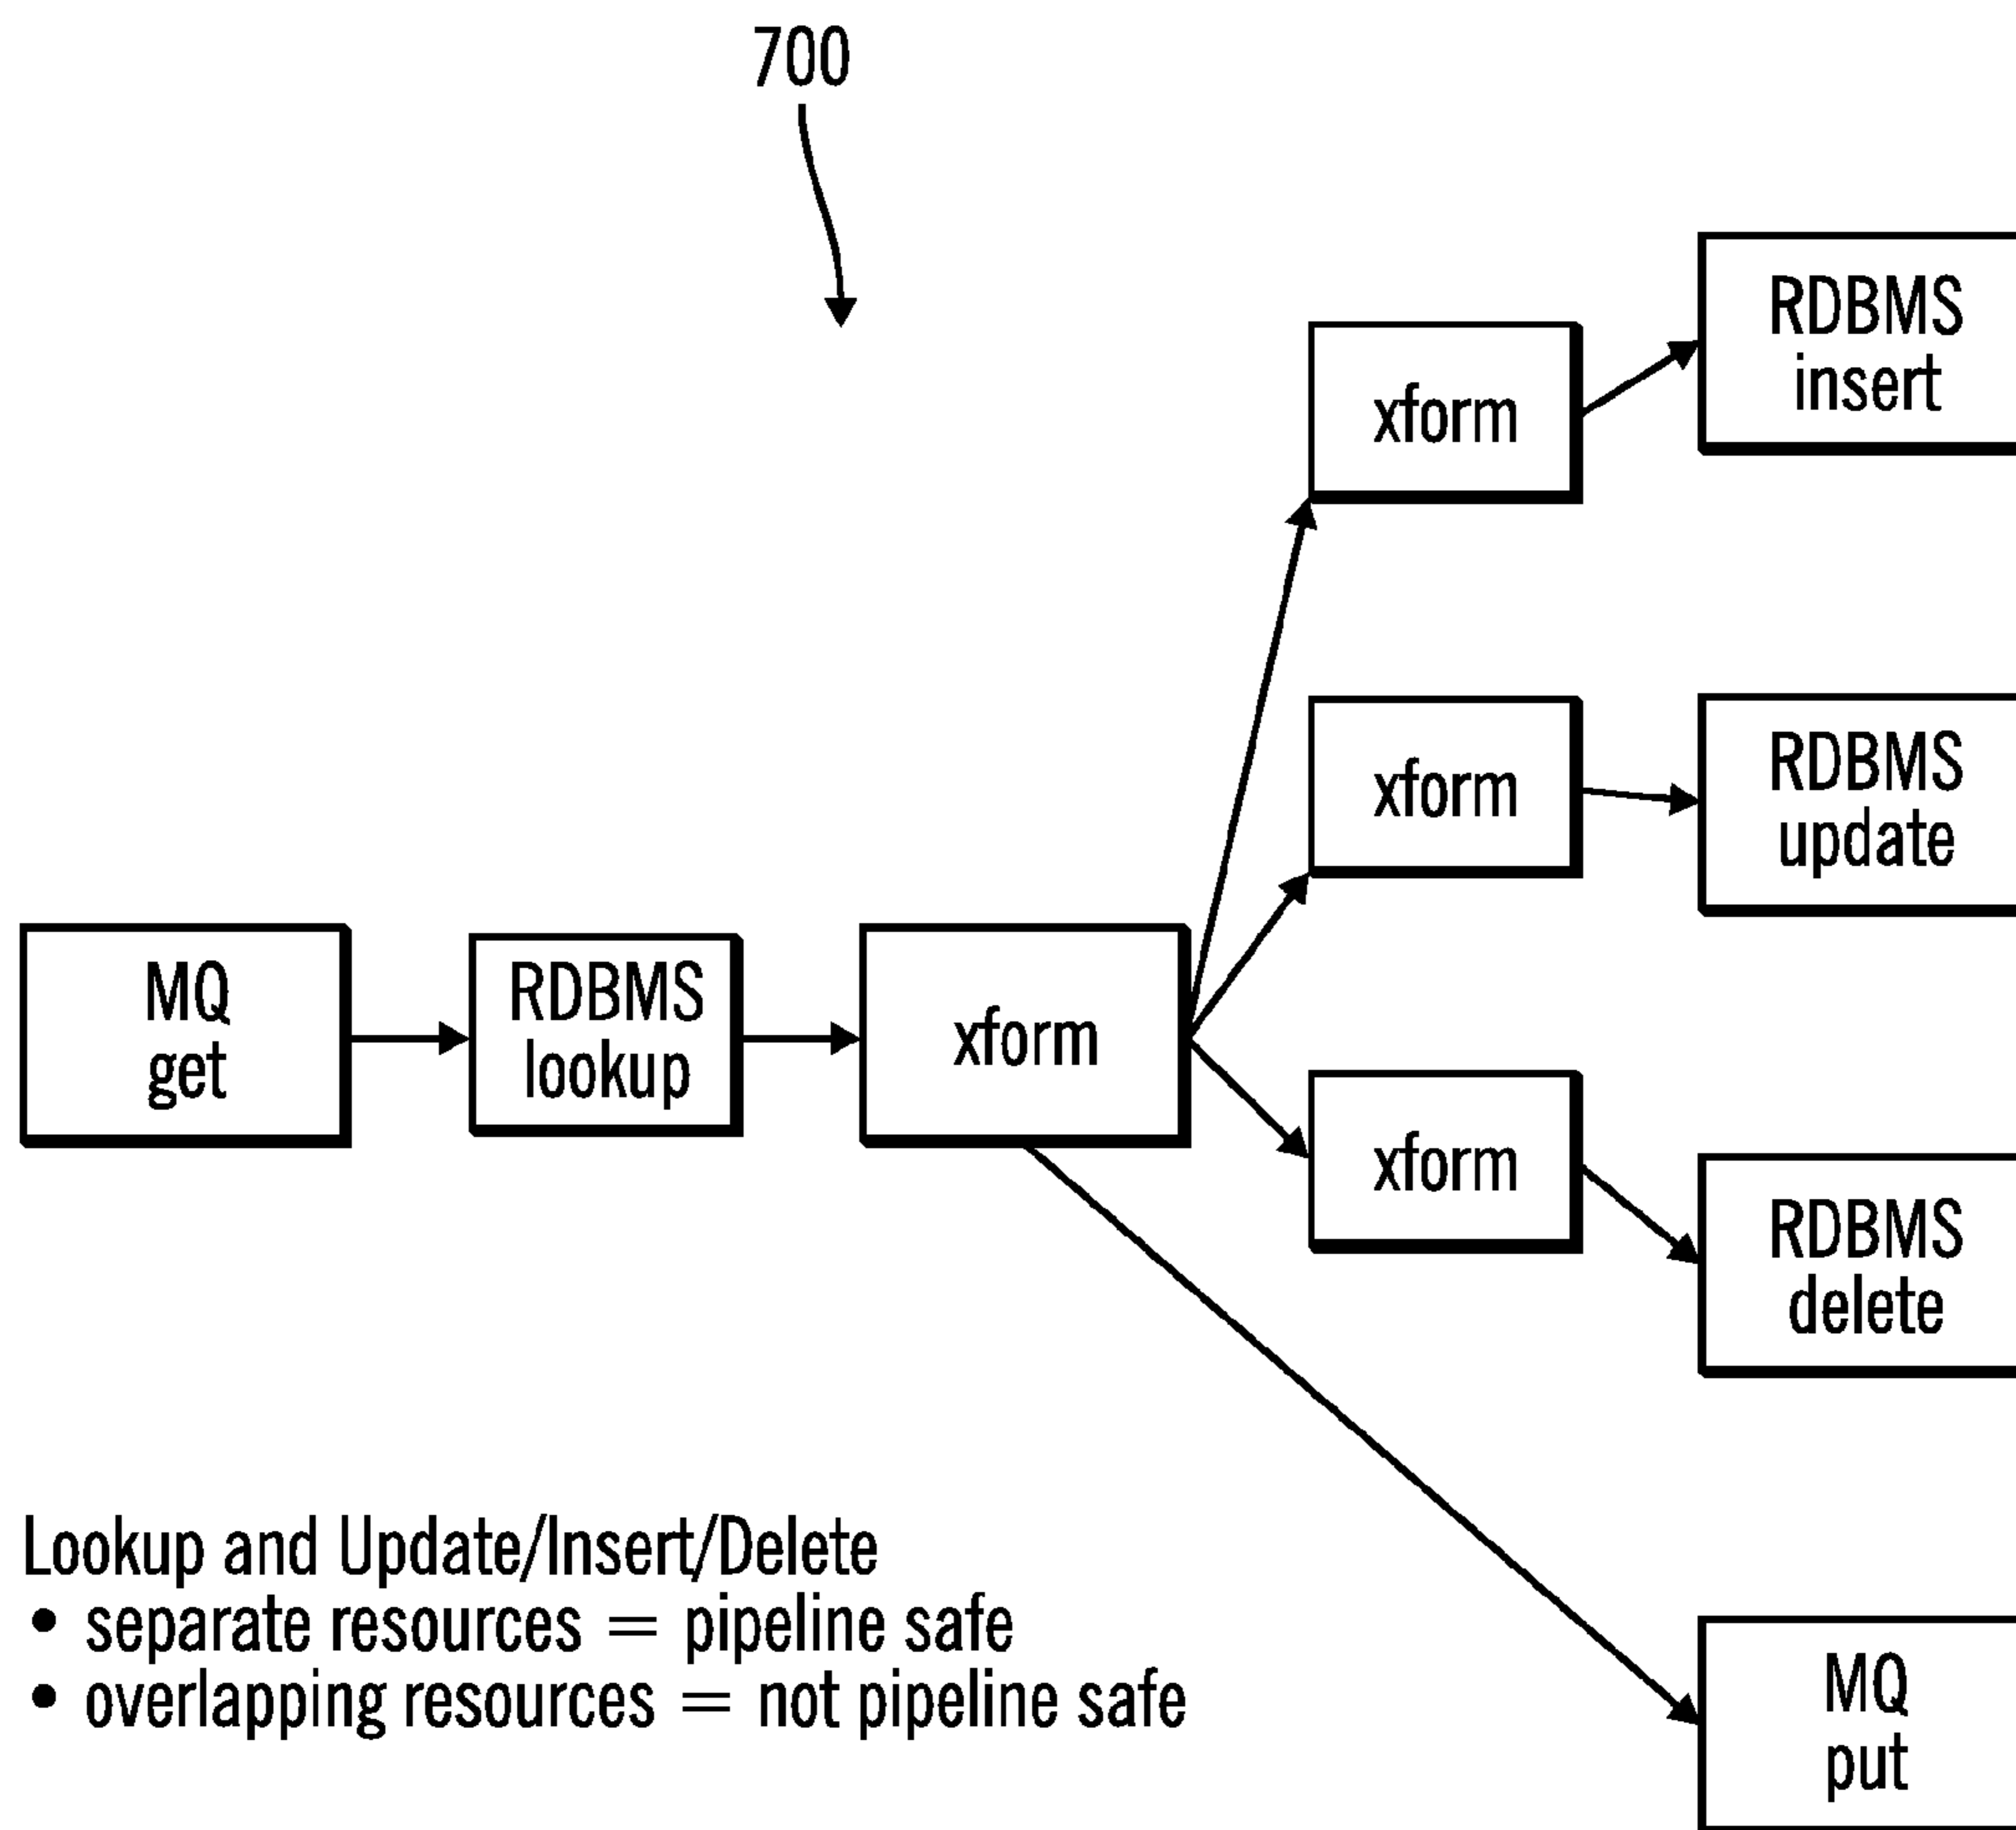 700
RDBMS
insert
xform
RDBMS
update
xform
MQ
get
RDBMS
lookup
xform
xform
RDBMS
delete
Lookup and Update/Insert/Delete
• separate resources = pipeline safe
• overlapping resources = not pipeline safe
MQ
put